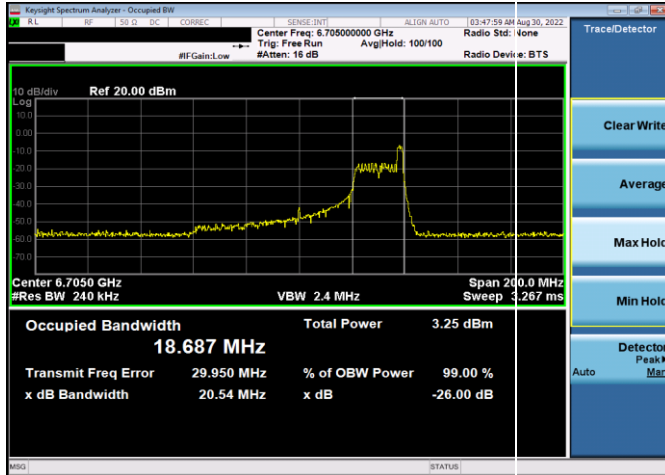 Keysight Spectrum Analyzer - Occupied BW
RL RF 50 Ω DC CORREC SENSE:INT ALIGN AUTO 03:47:59 AM Aug 30, 2022
Center Freq: 6.705000000 GHz Radio Std: None
Trig: Free Run Avg|Hold: 100/100
#IFGain:Low #Atten: 16 dB Radio Device: BTS
Trace/Detector
10 dB/div Ref 20.00 dBm
Log
10.0
0.00
-10.0
-20.0
-30.0
-40.0
-50.0
-60.0
-70.0
Center 6.7050 GHz Span 200.0 MHz
#Res BW 240 kHz VBW 2.4 MHz Sweep 3.267 ms
Occupied Bandwidth Total Power 3.25 dBm
18.687 MHz
Transmit Freq Error 29.950 MHz % of OBW Power 99.00 %
x dB Bandwidth 20.54 MHz x dB -26.00 dB
Clear Write
Average
Max Hold
Min Hold
Detector
Peak
Auto Man
MSG STATUS